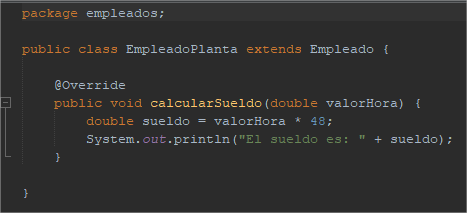 package empleados;
public class EmpleadoPlanta extends Empleado {
@Override
public void calcularSueldo(double valorHora) {
double sueldo = valorHora * 48;
System.out.println("El sueldo es: " + sueldo);
}
}